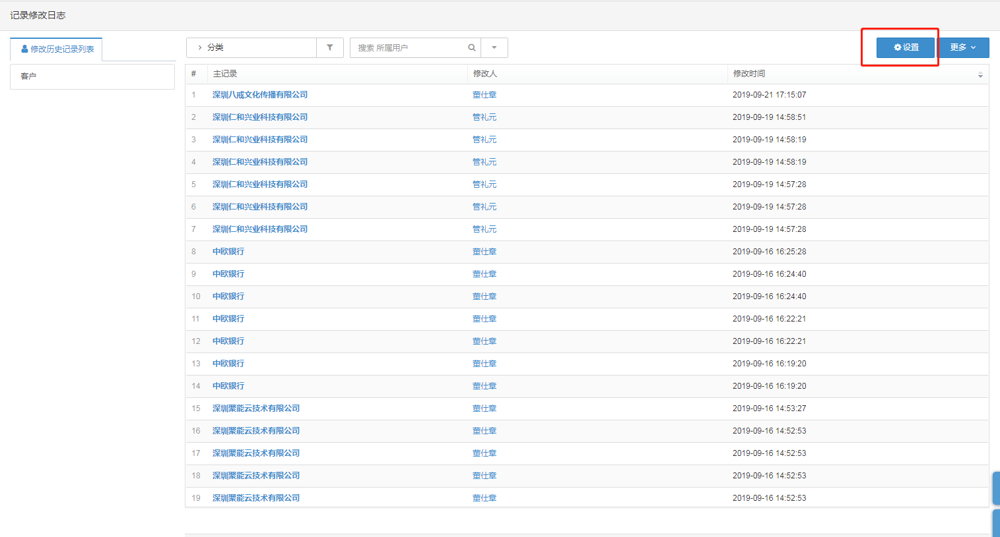 记录修改日志
修改历史记录列表
客户
分类
搜索 所属用户
设置
更多
# 主记录 修改人 修改时间
1 深圳八戒文化传播有限公司 董仕章 2019-09-21 17:15:07
2 深圳仁和兴业科技有限公司 管礼元 2019-09-19 14:58:51
3 深圳仁和兴业科技有限公司 管礼元 2019-09-19 14:58:19
4 深圳仁和兴业科技有限公司 管礼元 2019-09-19 14:58:19
5 深圳仁和兴业科技有限公司 管礼元 2019-09-19 14:57:28
6 深圳仁和兴业科技有限公司 管礼元 2019-09-19 14:57:28
7 深圳仁和兴业科技有限公司 管礼元 2019-09-19 14:57:28
8 中欧银行 董仕章 2019-09-16 16:25:28
9 中欧银行 董仕章 2019-09-16 16:24:40
10 中欧银行 董仕章 2019-09-16 16:24:40
11 中欧银行 董仕章 2019-09-16 16:22:21
12 中欧银行 董仕章 2019-09-16 16:22:21
13 中欧银行 董仕章 2019-09-16 16:19:20
14 中欧银行 董仕章 2019-09-16 16:19:20
15 深圳聚能云技术有限公司 董仕章 2019-09-16 14:53:27
16 深圳聚能云技术有限公司 董仕章 2019-09-16 14:52:53
17 深圳聚能云技术有限公司 董仕章 2019-09-16 14:52:53
18 深圳聚能云技术有限公司 董仕章 2019-09-16 14:52:53
19 深圳聚能云技术有限公司 董仕章 2019-09-16 14:52:53